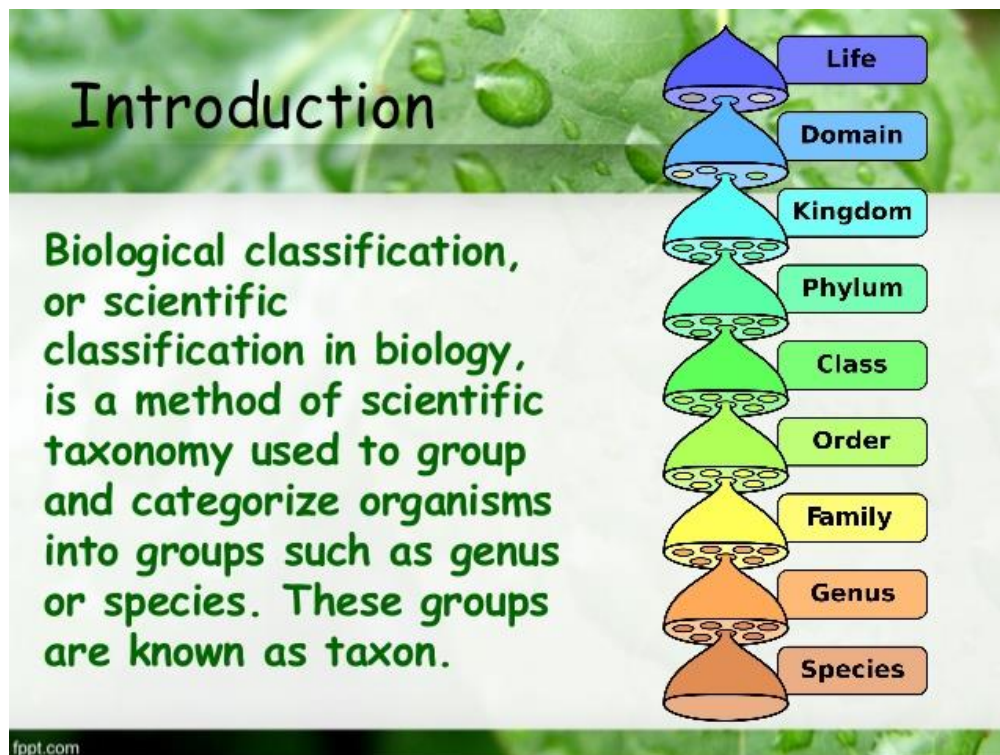 Introduction
Biological classification,
or scientific
classification in biology,
is a method of scientific
taxonomy used to group
and categorize organisms
into groups such as genus
or species. These groups
are known as taxon.
Life
Domain
Kingdom
Phylum
Class
Order
Family
Genus
Species
fppt.com